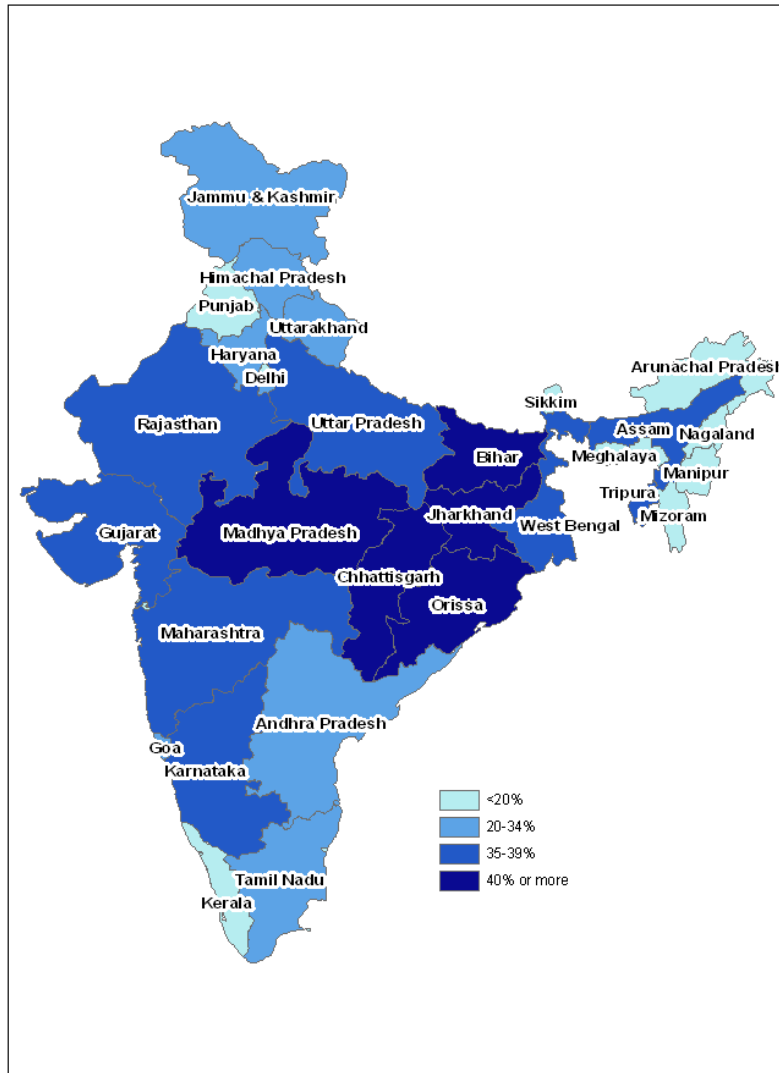 Jammu & Kashmir
Himachal Pradesh
Punjab
Uttarakhand
Haryana
Delhi
Arunachal Pradesh
Sikkim
Rajasthan
Uttar Pradesh
Assam
Nagaland
Bihar
Meghalaya
Manipur
Tripura
Jharkhand
Mizoram
West Bengal
Gujarat
Madhya Pradesh
Chhattisgarh
Orissa
Maharashtra
Andhra Pradesh
Goa
Karnataka
<20%
20-34%
35-39%
40% or more
Tamil Nadu
Kerala